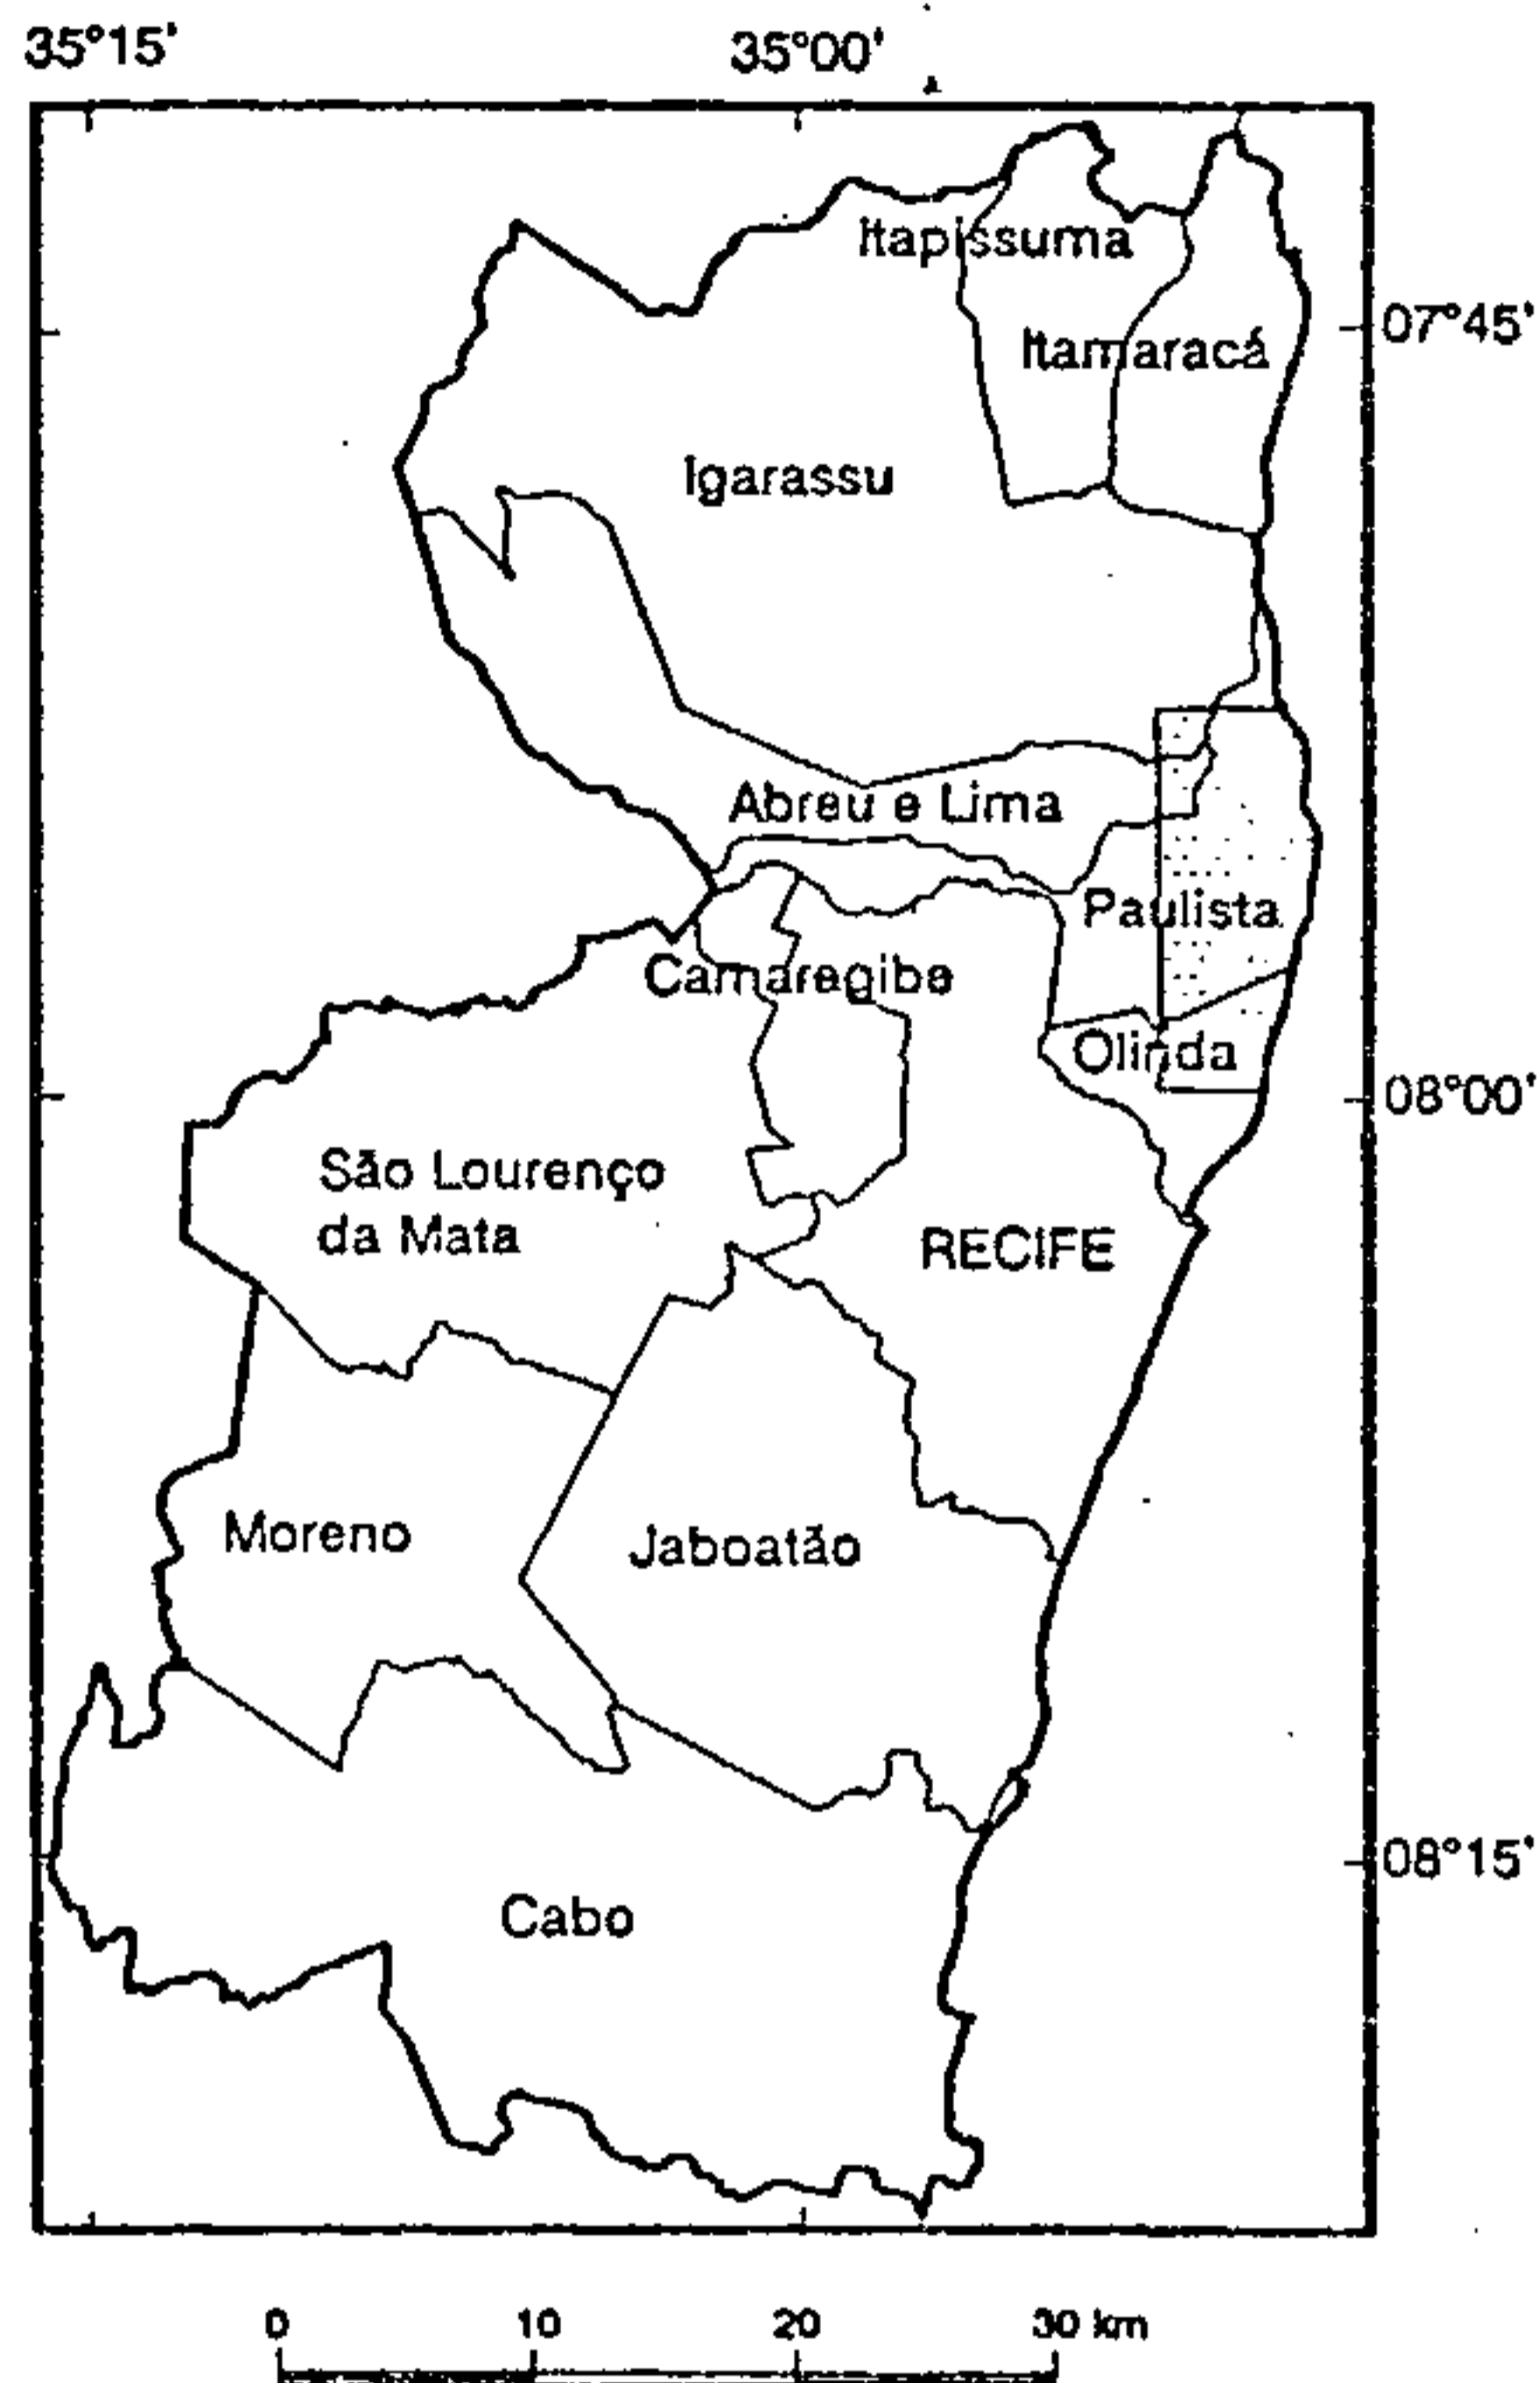 35°15'
35°00'
Itapissuma
07°45'
Itamaracá
Igarassu
Abreu e Lima
Paulista
Camaregibe
Olinda
08°00'
São Lourenço
da Mata
RECIFE
Moreno
Jaboatão
08°15'
Cabo
0 10 20 30 km